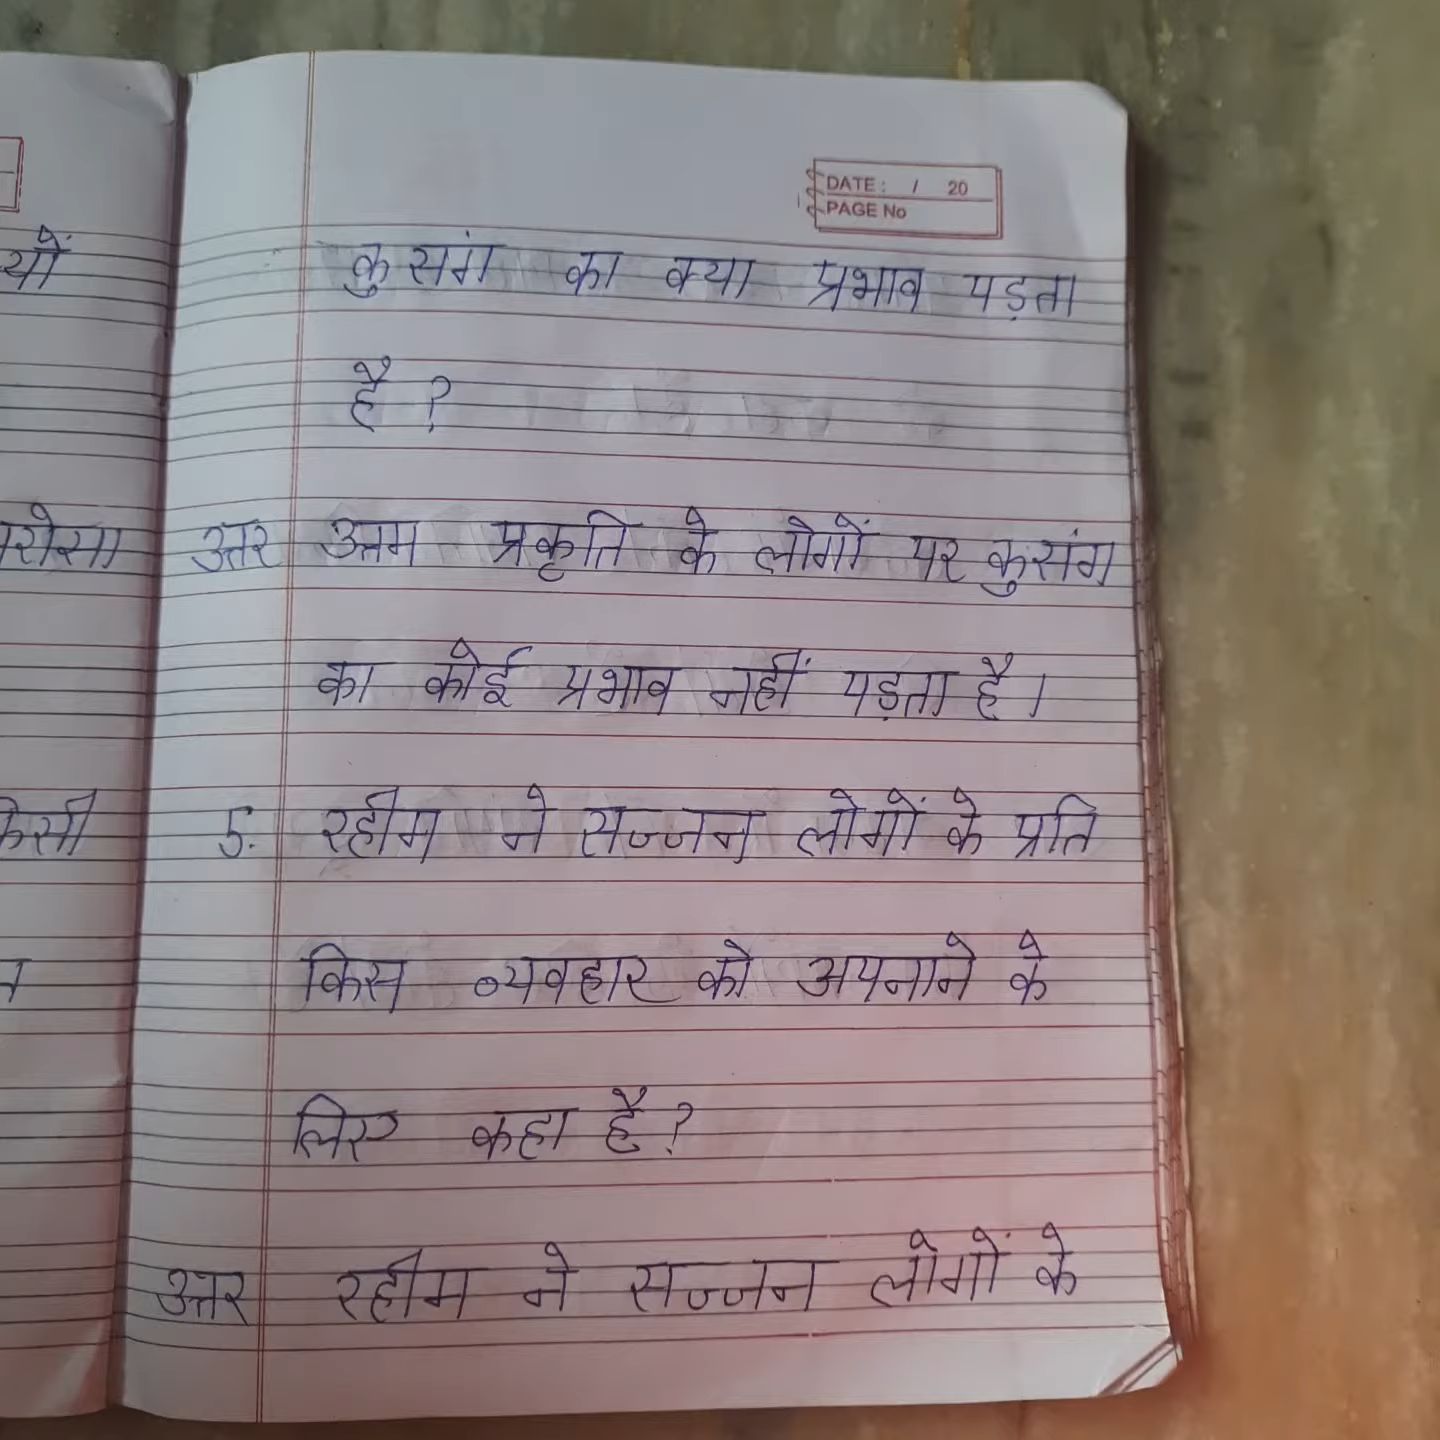 DATE: / 20
PAGE No
यों
रोसा
केसी
न
कुसंग का क्या प्रभाव पड़ता
है ?
उत्तर उत्तम प्रकृति के लोगों पर कुसंग
का कोई प्रभाव नहीं पड़ता है।
5. रहीम ने सज्जन लोगों के प्रति
किस व्यवहार को अपनाने के
लिए कहा है ?
उत्तर रहीम ने सज्जन लोगों के